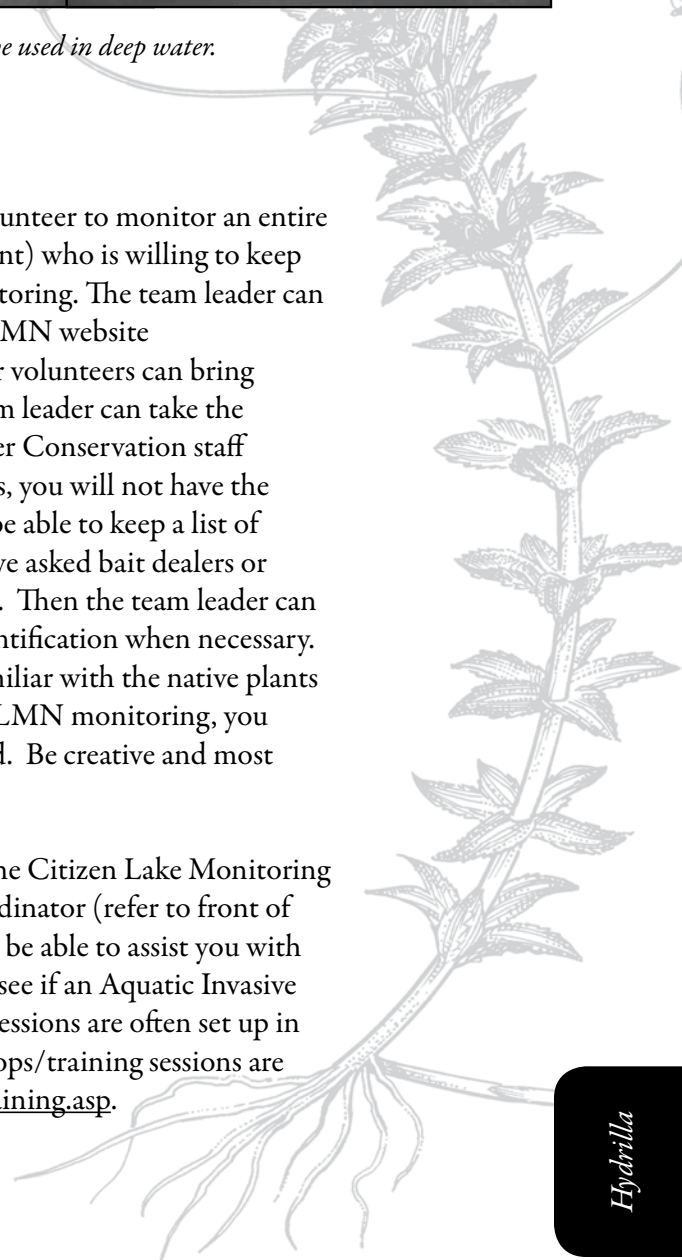 used in deep water.
unteer to monitor an entire
nt) who is willing to keep
toring. The team leader can
MN website
r volunteers can bring
m leader can take the
er Conservation staff
s, you will not have the
be able to keep a list of
ve asked bait dealers or
. Then the team leader can
ntification when necessary.
miliar with the native plants
LMN monitoring, you
d. Be creative and most
ne Citizen Lake Monitoring
dinator (refer to front of
be able to assist you with
see if an Aquatic Invasive
essions are often set up in
ops/training sessions are
ining.asp.
Hydrilla